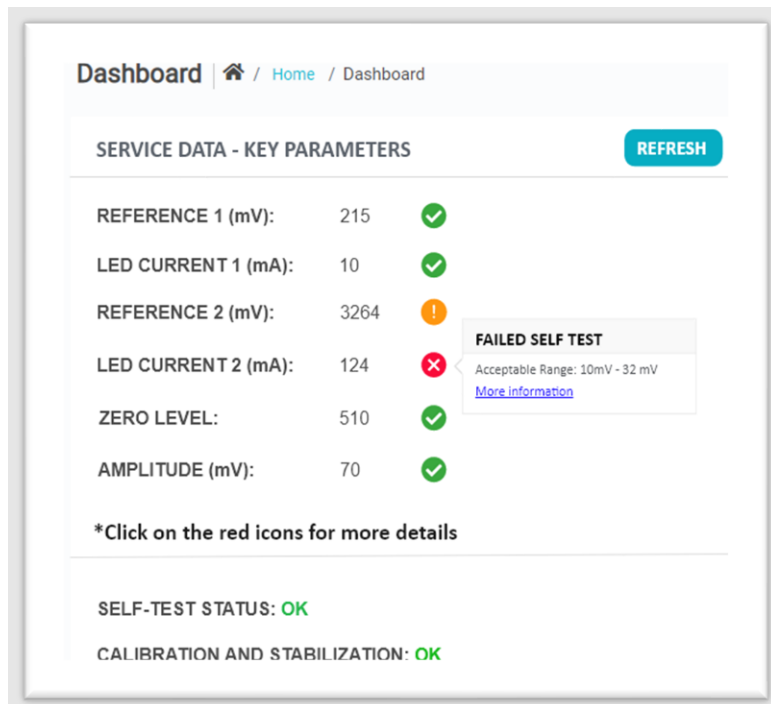 Dashboard / Home / Dashboard
SERVICE DATA - KEY PARAMETERS REFRESH
REFERENCE 1 (mV): 215
LED CURRENT 1 (mA): 10
REFERENCE 2 (mV): 3264
FAILED SELF TEST
LED CURRENT 2 (mA): 124
Acceptable Range: 10mV - 32 mV
More information
ZERO LEVEL: 510
AMPLITUDE (mV): 70
*Click on the red icons for more details
SELF-TEST STATUS: OK
CALIBRATION AND STABILIZATION: OK